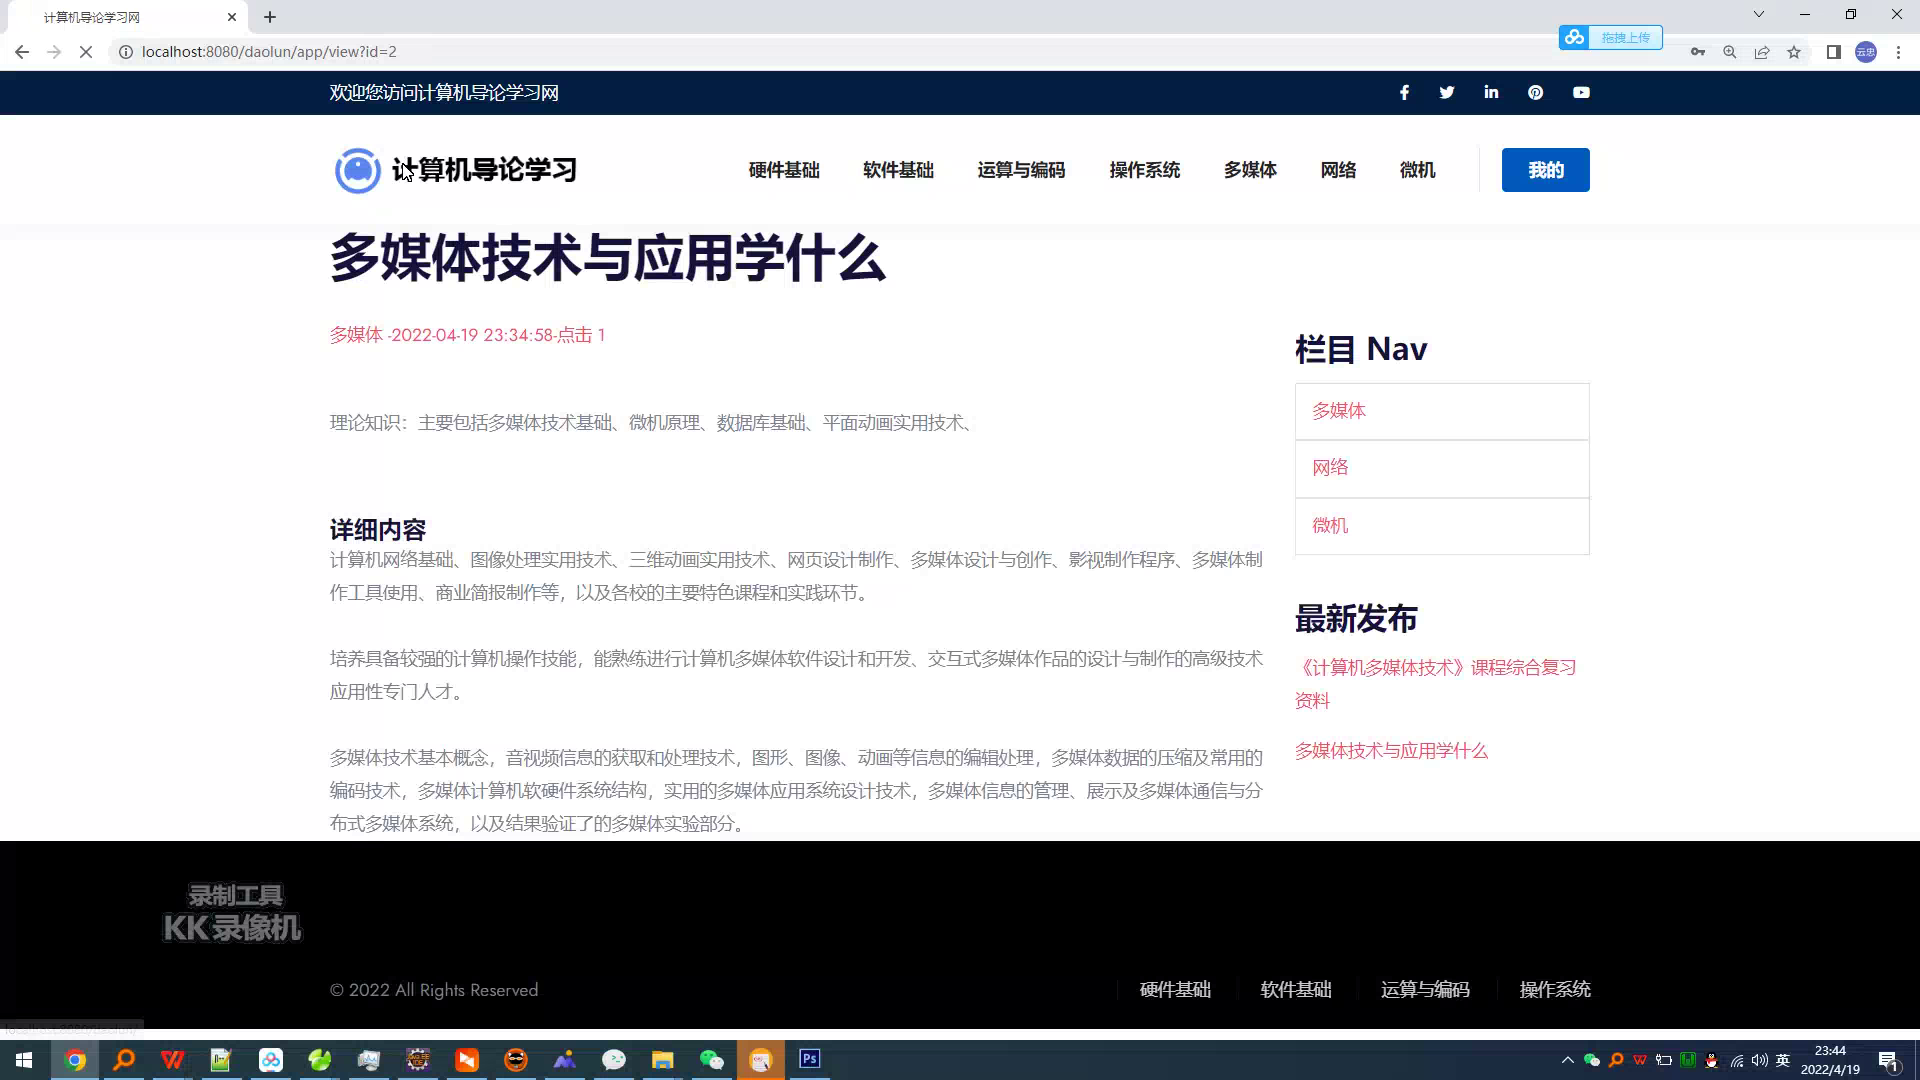 计算机导论学习网
localhost:8080/daolun/app/view?id=2
拖拽上传
云忠
欢迎您访问计算机导论学习网
计算机导论学习
硬件基础
软件基础
运算与编码
操作系统
多媒体
网络
微机
我的
多媒体技术与应用学什么
多媒体 -2022-04-19 23:34:58-点击 1
理论知识：主要包括多媒体技术基础、微机原理、数据库基础、平面动画实用技术、
详细内容
计算机网络基础、图像处理实用技术、三维动画实用技术、网页设计制作、多媒体设计与创作、影视制作程序、多媒体制
作工具使用、商业简报制作等，以及各校的主要特色课程和实践环节。
培养具备较强的计算机操作技能，能熟练进行计算机多媒体软件设计和开发、交互式多媒体作品的设计与制作的高级技术
应用性专门人才。
多媒体技术基本概念，音视频信息的获取和处理技术，图形、图像、动画等信息的编辑处理，多媒体数据的压缩及常用的
编码技术，多媒体计算机软硬件系统结构，实用的多媒体应用系统设计技术，多媒体信息的管理、展示及多媒体通信与分
布式多媒体系统，以及结果验证了的多媒体实验部分。
栏目 Nav
多媒体
网络
微机
最新发布
《计算机多媒体技术》课程综合复习
资料
多媒体技术与应用学什么
录制工具
KK 录像机
© 2022 All Rights Reserved
硬件基础
软件基础
运算与编码
操作系统
localhost:8080/daolun/
Ps
英
23:44
2022/4/19
1